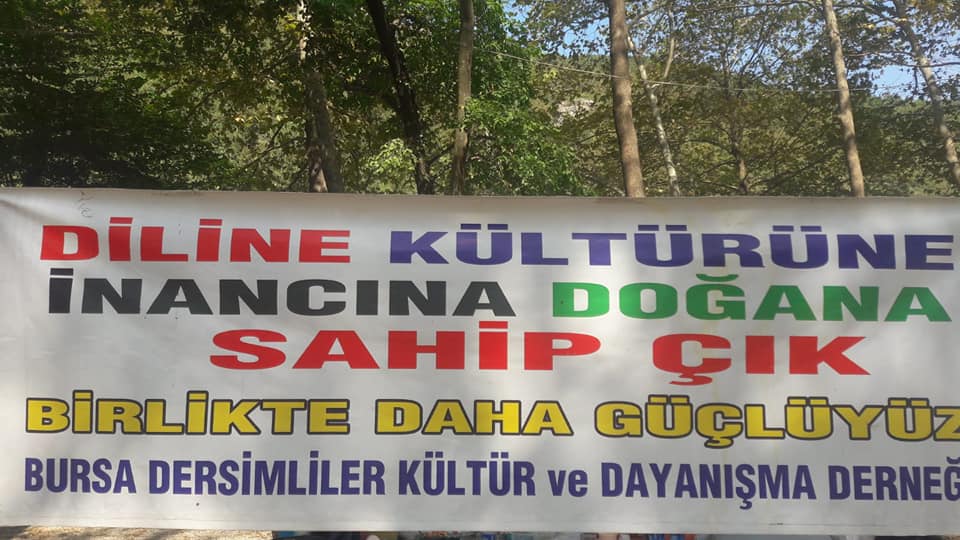 DİLİNE KÜLTÜRÜNE
İNANCINA DOĞANA
SAHİP ÇIK
BİRLİKTE DAHA GÜÇLÜYÜZ
BURSA DERSİMLİLER KÜLTÜR ve DAYANIŞMA DERNEĞ